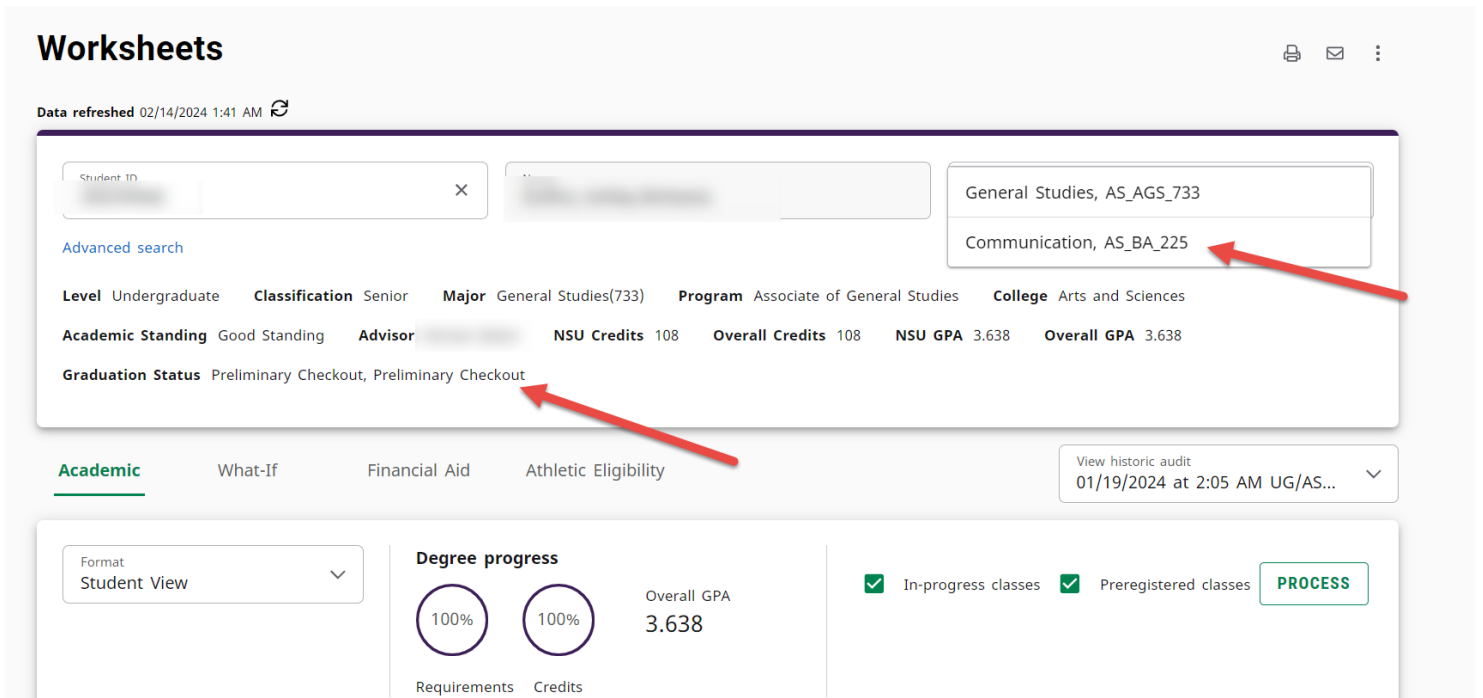 Worksheets
Data refreshed 02/14/2024 1:41 AM
Student ID
General Studies, AS_AGS_733
Communication, AS_BA_225
Advanced search
Level Undergraduate Classification Senior Major General Studies(733) Program Associate of General Studies College Arts and Sciences
Academic Standing Good Standing Advisor NSU Credits 108 Overall Credits 108 NSU GPA 3.638 Overall GPA 3.638
Graduation Status Preliminary Checkout, Preliminary Checkout
Academic What-If Financial Aid Athletic Eligibility
View historic audit
01/19/2024 at 2:05 AM UG/AS...
Format
Student View
Degree progress
100% 100%
Requirements Credits
Overall GPA
3.638
In-progress classes Preregistered classes PROCESS